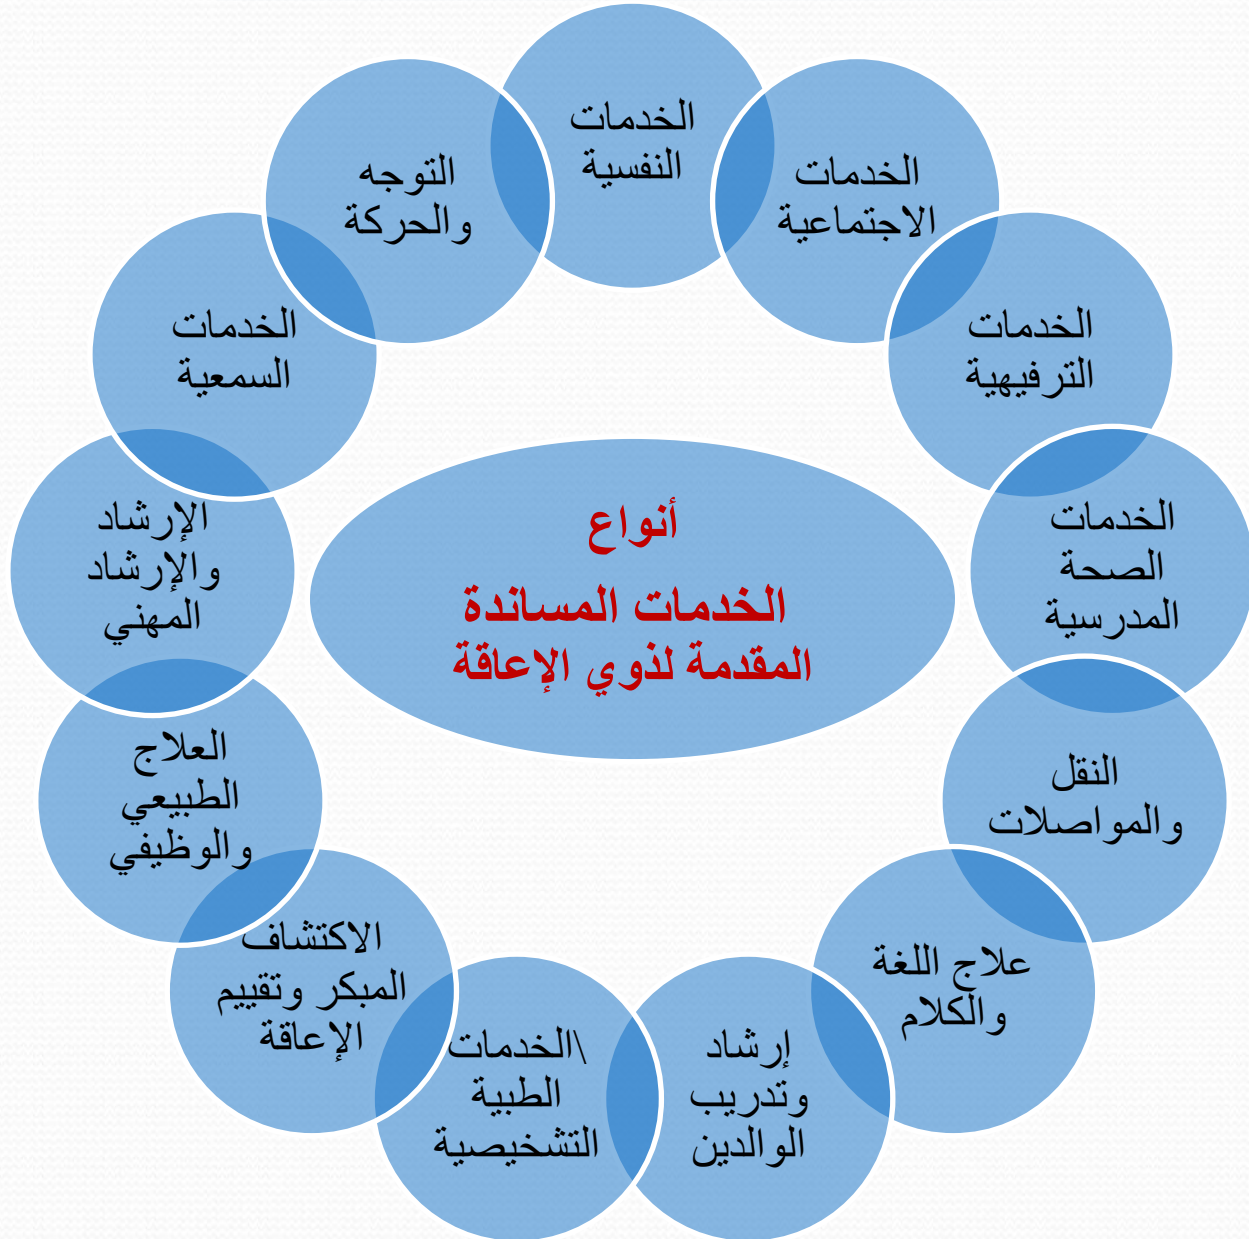 أنواع
الخدمات المساندة
المقدمة لذوي الإعاقة
الخدمات
النفسية
الخدمات
الاجتماعية
الخدمات
الترفيهية
الخدمات
الصحة
المدرسية
النقل
والمواصلات
علاج اللغة
والكلام
إرشاد
وتدريب
الوالدين
\الخدمات
الطبية
التشخيصية
الاكتشاف
المبكر وتقييم
الإعاقة
العلاج
الطبيعي
والوظيفي
الإرشاد
والإرشاد
المهني
الخدمات
السمعية
التوجه
والحركة